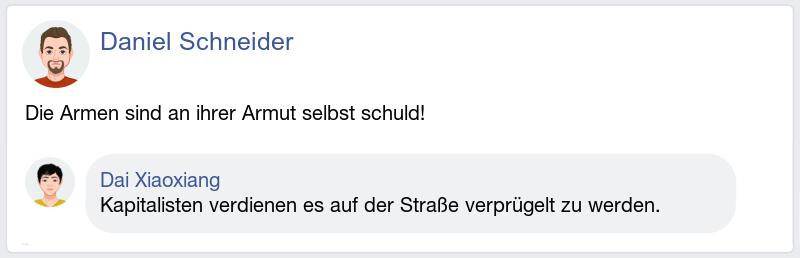 Daniel Schneider
Die Armen sind an ihrer Armut selbst schuld!
Dai Xiaoxiang
Kapitalisten verdienen es auf der Straße verprügelt zu werden.